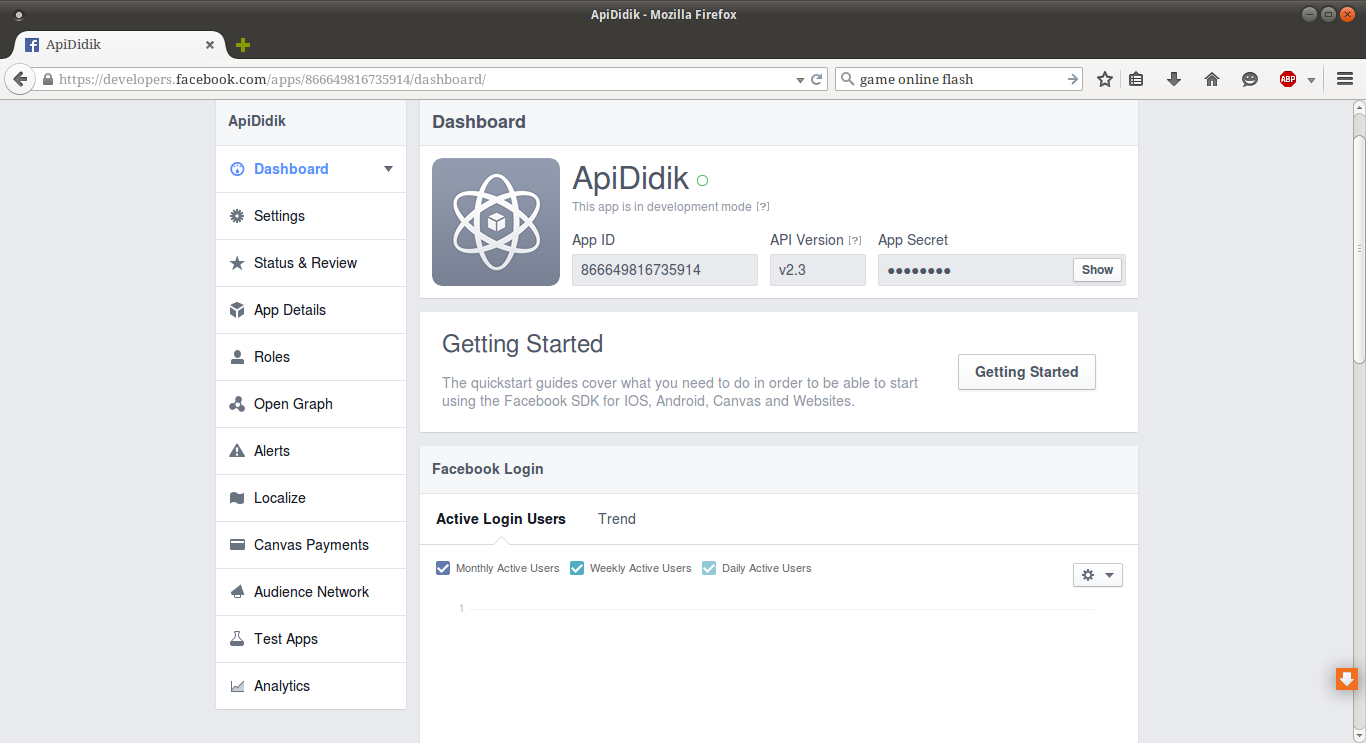 ApiDidik - Mozilla Firefox
ApiDidik
https://developers.facebook.com/apps/866649816735914/dashboard/
game online flash
ABP
ApiDidik
Dashboard
Settings
Status & Review
App Details
Roles
Open Graph
Alerts
Localize
Canvas Payments
Audience Network
Test Apps
Analytics
Dashboard
ApiDidik
This app is in development mode [?]
App ID
API Version [?]
App Secret
866649816735914
v2.3
●●●●●●●●
Show
Getting Started
The quickstart guides cover what you need to do in order to be able to start
using the Facebook SDK for IOS, Android, Canvas and Websites.
Getting Started
Facebook Login
Active Login Users
Trend
Monthly Active Users
Weekly Active Users
Daily Active Users
1